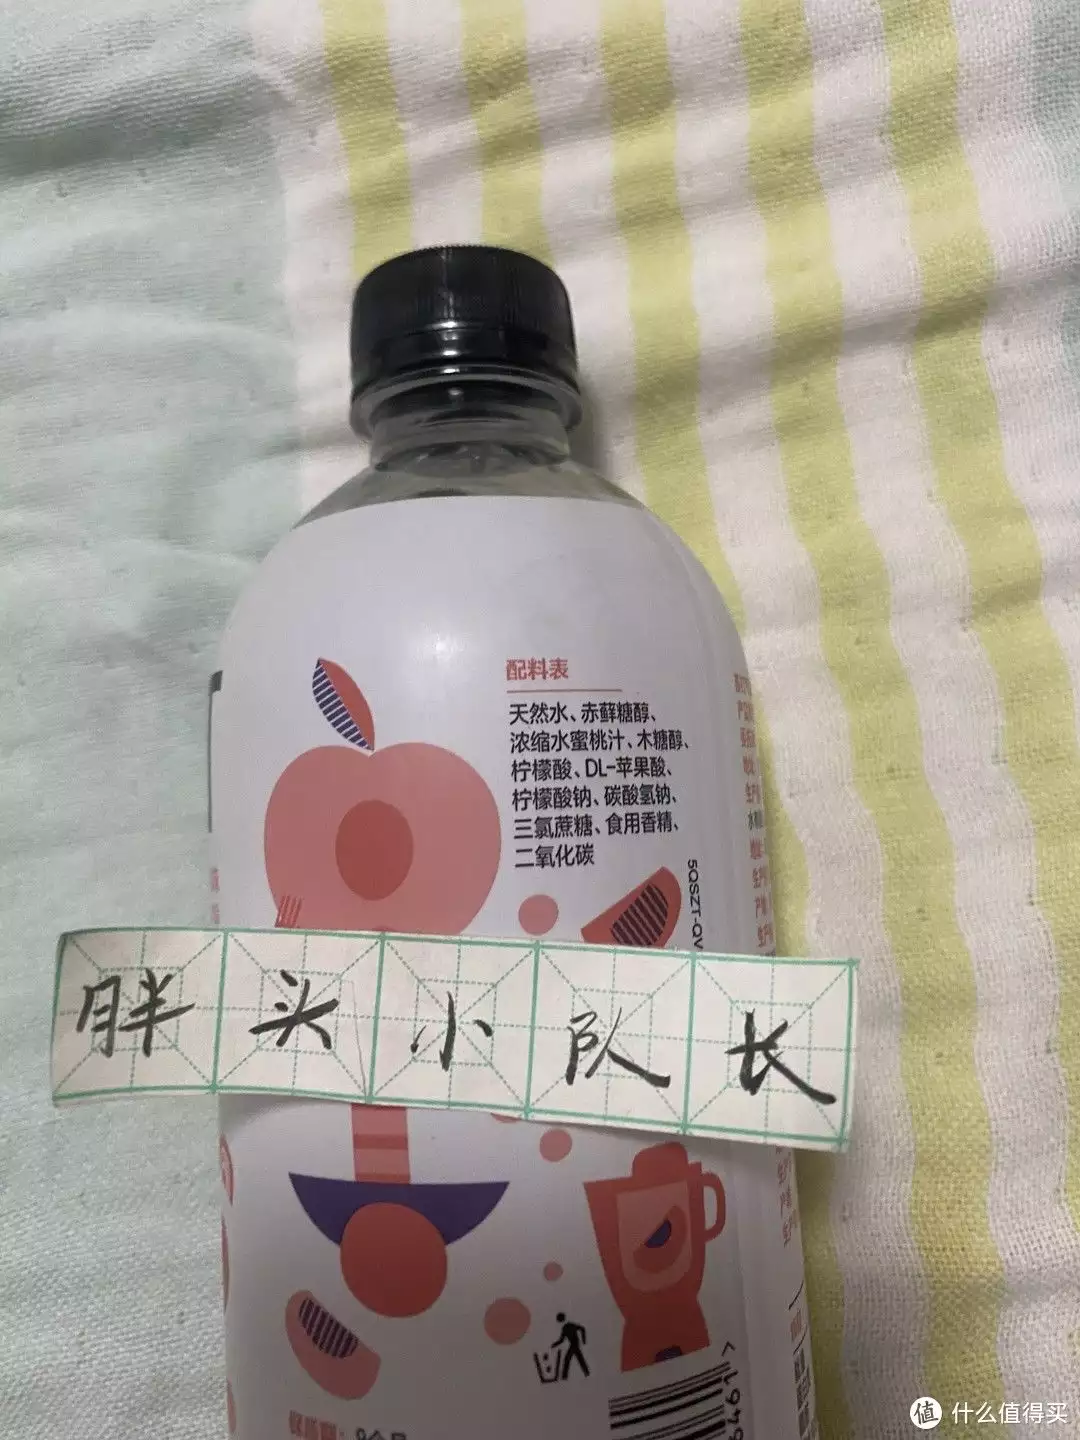 配料表
天然水、赤藓糖醇、
浓缩水蜜桃汁、木糖醇、
柠檬酸、DL-苹果酸、
柠檬酸钠、碳酸氢钠、
三氯蔗糖、食用香精、
二氧化碳
5QSZT-QV
胖头小队长
值 什么值得买